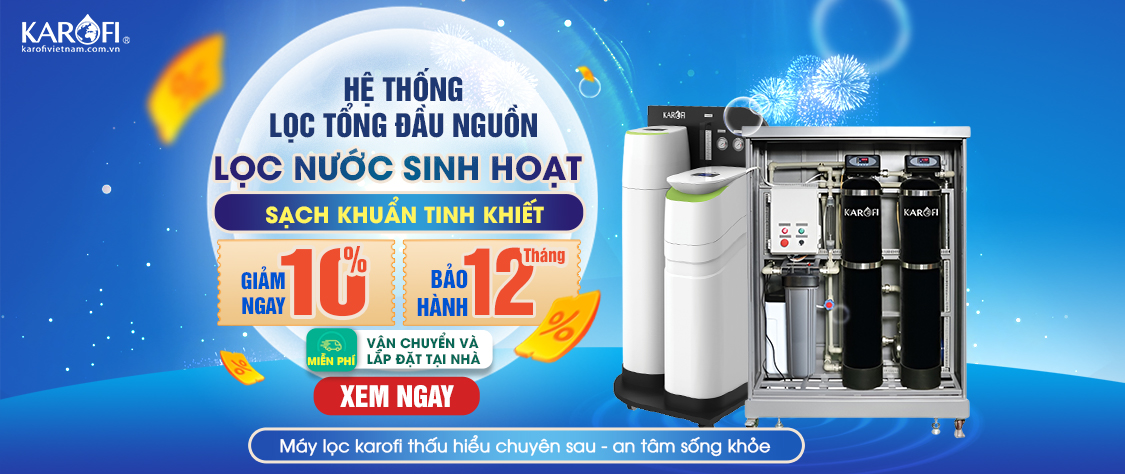 KAROFI®
karofivietnam.com.vn
HỆ THỐNG
LỌC TỔNG ĐẦU NGUỒN
LỌC NƯỚC SINH HOẠT
SẠCH KHUẨN TINH KHIẾT
GIẢM NGAY 10%
BẢO HÀNH 12 Tháng
MIỄN PHÍ
VẬN CHUYỂN VÀ
LẮP ĐẶT TẠI NHÀ
XEM NGAY
KAROFI
KAROFI
KAROFI
Máy lọc karofi thấu hiểu chuyên sau - an tâm sống khỏe